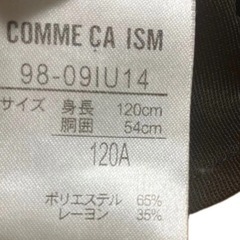 COMME ÇA ISM
98-09IU14
サイズ 身長 120cm
胴囲 54cm
120A
ポリエステル 65%
レーヨン 35%